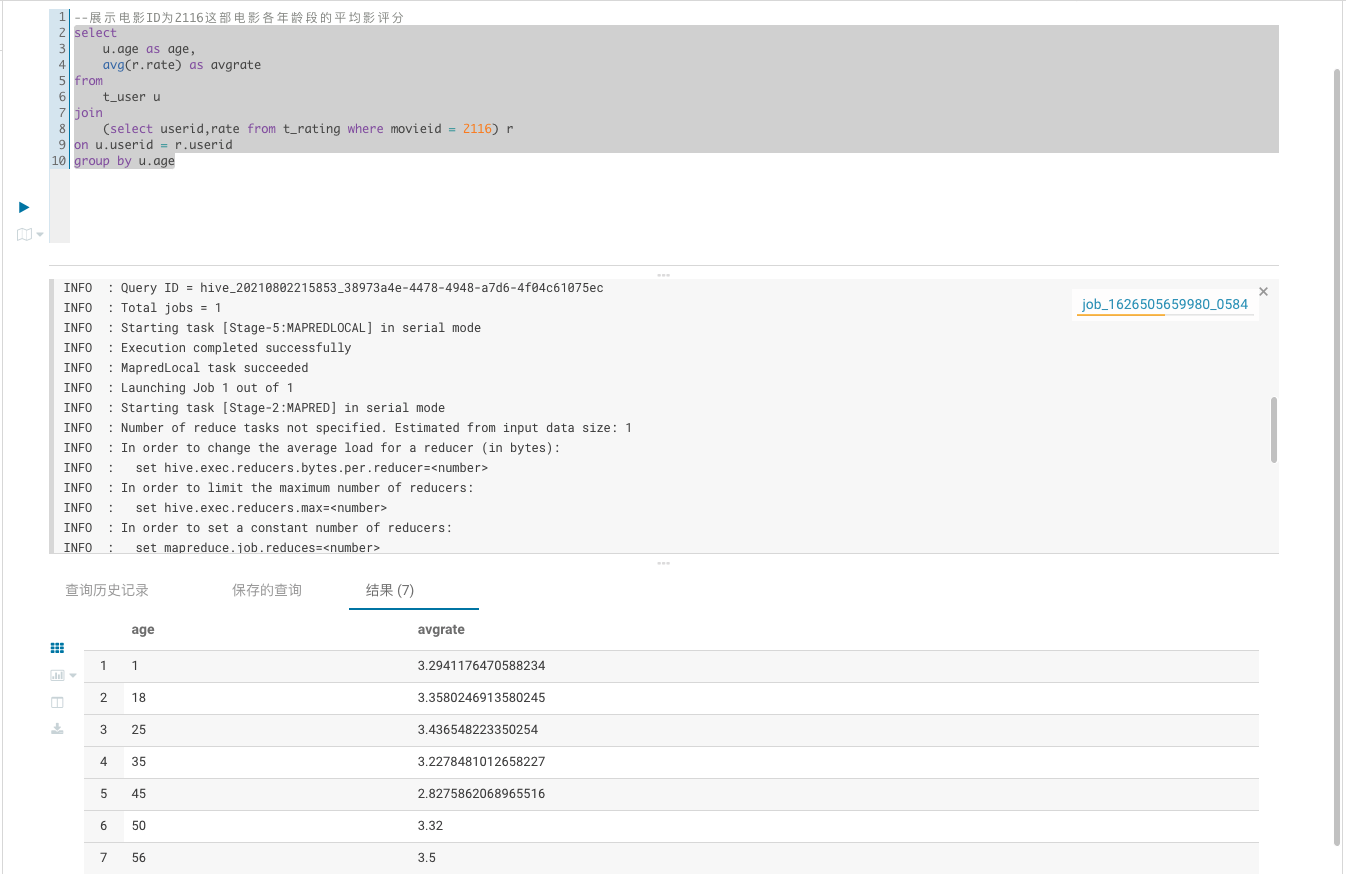 1 --展示电影ID为2116这部电影各年龄段的平均影评分
2 select
3 u.age as age,
4 avg(r.rate) as avgrate
5 from
6 t_user u
7 join
8 (select userid,rate from t_rating where movieid = 2116) r
9 on u.userid = r.userid
10 group by u.age
INFO : Query ID = hive_20210802215853_38973a4e-4478-4948-a7d6-4f04c61075ec
job_1626505659980_0584
INFO : Total jobs = 1
INFO : Starting task [Stage-5:MAPREDLOCAL] in serial mode
INFO : Execution completed successfully
INFO : MapredLocal task succeeded
INFO : Launching Job 1 out of 1
INFO : Starting task [Stage-2:MAPRED] in serial mode
INFO : Number of reduce tasks not specified. Estimated from input data size: 1
INFO : In order to change the average load for a reducer (in bytes):
INFO : set hive.exec.reducers.bytes.per.reducer=<number>
INFO : In order to limit the maximum number of reducers:
INFO : set hive.exec.reducers.max=<number>
INFO : In order to set a constant number of reducers:
INFO : set mapreduce.job.reduces=<number>
查询历史记录 保存的查询 结果 (7)
age avgrate
1 1 3.2941176470588234
2 18 3.3580246913580245
3 25 3.436548223350254
4 35 3.2278481012658227
5 45 2.8275862068965516
6 50 3.32
7 56 3.5